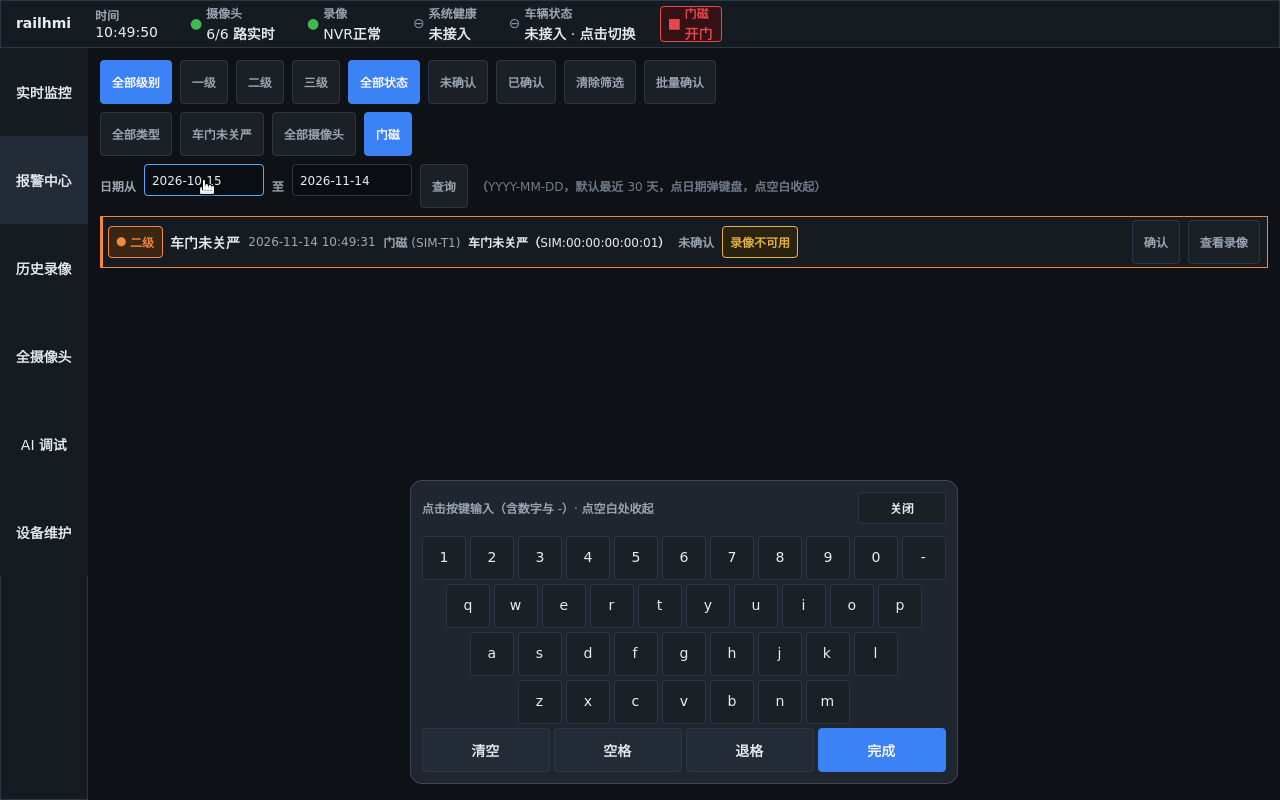 railhmi
时间
10:49:50
摄像头
6/6 路实时
录像
NVR正常
系统健康
未接入
车辆状态
未接入 · 点击切换
门磁
开门
实时监控
报警中心
历史录像
全摄像头
AI 调试
设备维护
全部级别 一级 二级 三级 全部状态 未确认 已确认 清除筛选 批量确认
全部类型 车门未关严 全部摄像头 门磁
日期从 2026-10-15 至 2026-11-14 查询 （YYYY-MM-DD，默认最近 30 天，点日期弹键盘，点空白收起）
二级 车门未关严 2026-11-14 10:49:31 门磁 (SIM-T1) 车门未关严（SIM:00:00:00:00:01） 未确认 录像不可用 确认 查看录像
点击按键输入（含数字与 -）· 点空白处收起 关闭
1 2 3 4 5 6 7 8 9 0 -
q w e r t y u i o p
a s d f g h j k l
z x c v b n m
清空 空格 退格 完成